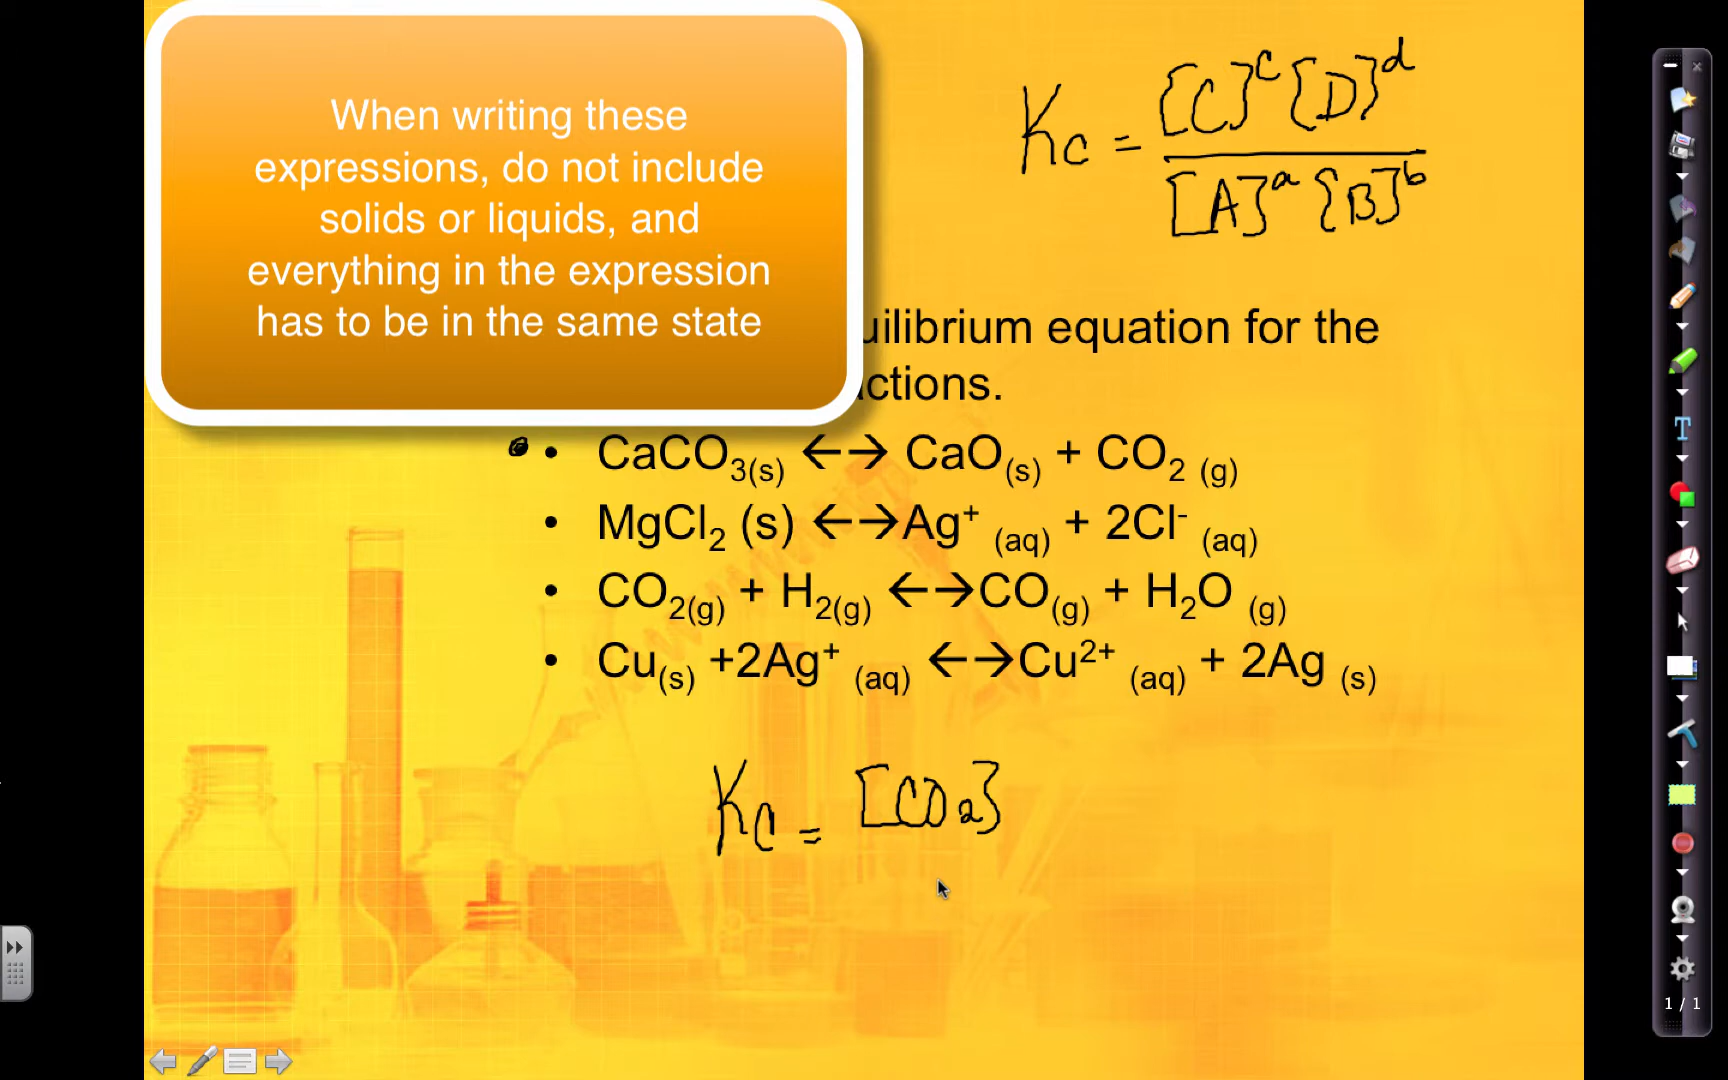 When writing these
expressions, do not include
solids or liquids, and
everything in the expression
has to be in the same state
Kc = [C]^c [D]^d
[A]^a [B]^b
uilibrium equation for the
ctions.
• CaCO₃(s) ←→ CaO(s) + CO₂ (g)
• MgCl₂ (s) ←→Ag⁺ (aq) + 2Cl⁻ (aq)
• CO₂(g) + H₂(g) ←→CO(g) + H₂O (g)
• Cu(s) +2Ag⁺ (aq) ←→Cu²⁺ (aq) + 2Ag (s)
Kc = [CO₂]
T
1 / 1